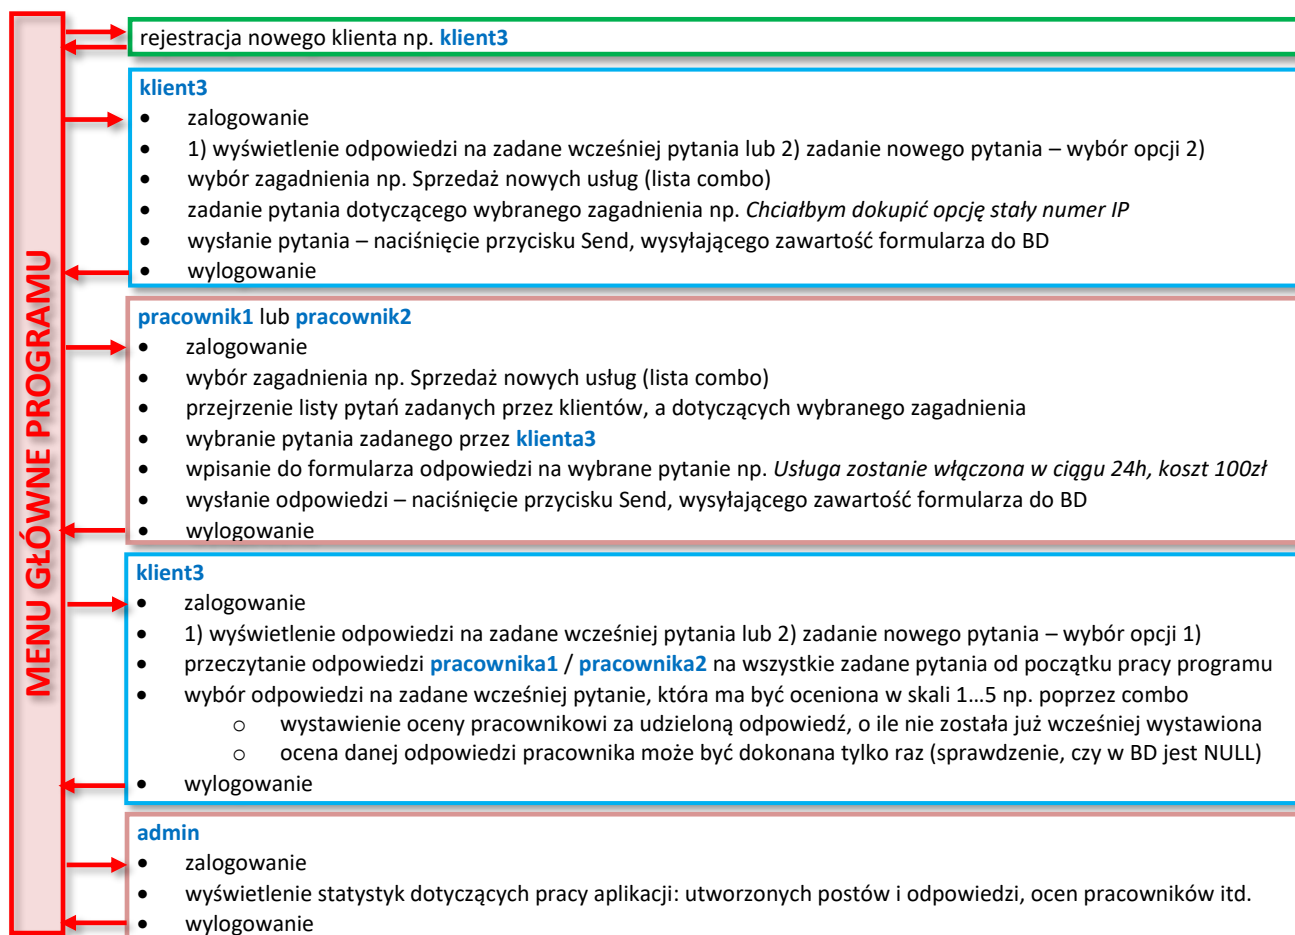 MENU GŁÓWNE PROGRAMU
rejestracja nowego klienta np. klient3
klient3
• zalogowanie
• 1) wyświetlenie odpowiedzi na zadane wcześniej pytania lub 2) zadanie nowego pytania – wybór opcji 2)
• wybór zagadnienia np. Sprzedaż nowych usług (lista combo)
• zadanie pytania dotyczącego wybranego zagadnienia np. Chciałbym dokupić opcję stały numer IP
• wysłanie pytania – naciśnięcie przycisku Send, wysyłającego zawartość formularza do BD
• wylogowanie
pracownik1 lub pracownik2
• zalogowanie
• wybór zagadnienia np. Sprzedaż nowych usług (lista combo)
• przejrzenie listy pytań zadanych przez klientów, a dotyczących wybranego zagadnienia
• wybranie pytania zadanego przez klienta3
• wpisanie do formularza odpowiedzi na wybrane pytanie np. Usługa zostanie włączona w ciągu 24h, koszt 100zł
• wysłanie odpowiedzi – naciśnięcie przycisku Send, wysyłającego zawartość formularza do BD
• wylogowanie
klient3
• zalogowanie
• 1) wyświetlenie odpowiedzi na zadane wcześniej pytania lub 2) zadanie nowego pytania – wybór opcji 1)
• przeczytanie odpowiedzi pracownika1 / pracownika2 na wszystkie zadane pytania od początku pracy programu
• wybór odpowiedzi na zadane wcześniej pytanie, która ma być oceniona w skali 1…5 np. poprzez combo
o wystawienie oceny pracownikowi za udzieloną odpowiedź, o ile nie została już wcześniej wystawiona
o ocena danej odpowiedzi pracownika może być dokonana tylko raz (sprawdzenie, czy w BD jest NULL)
• wylogowanie
admin
• zalogowanie
• wyświetlenie statystyk dotyczących pracy aplikacji: utworzonych postów i odpowiedzi, ocen pracowników itd.
• wylogowanie